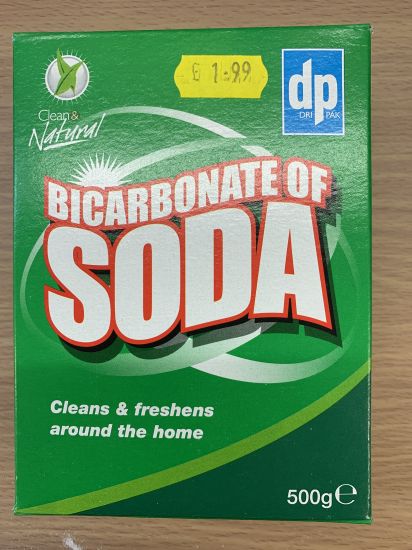 Clean &
Natural
£ 1.99
dp
DRI PAK
BICARBONATE OF
SODA
Cleans & freshens
around the home
500g℮